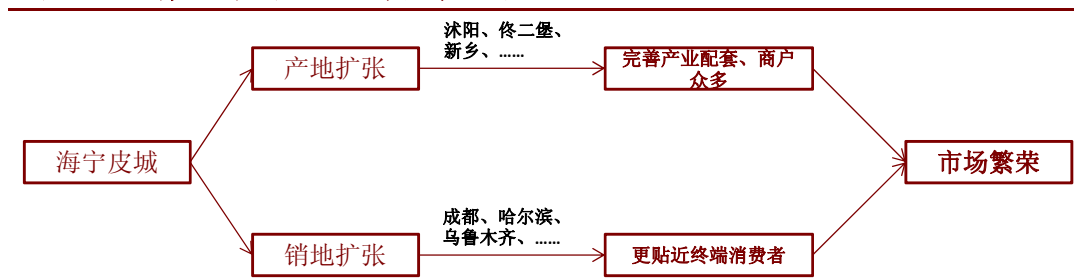 沭阳、佟二堡、
新乡、……
产地扩张
完善产业配套、商户
众多
海宁皮城
市场繁荣
成都、哈尔滨、
乌鲁木齐、……
销地扩张
更贴近终端消费者